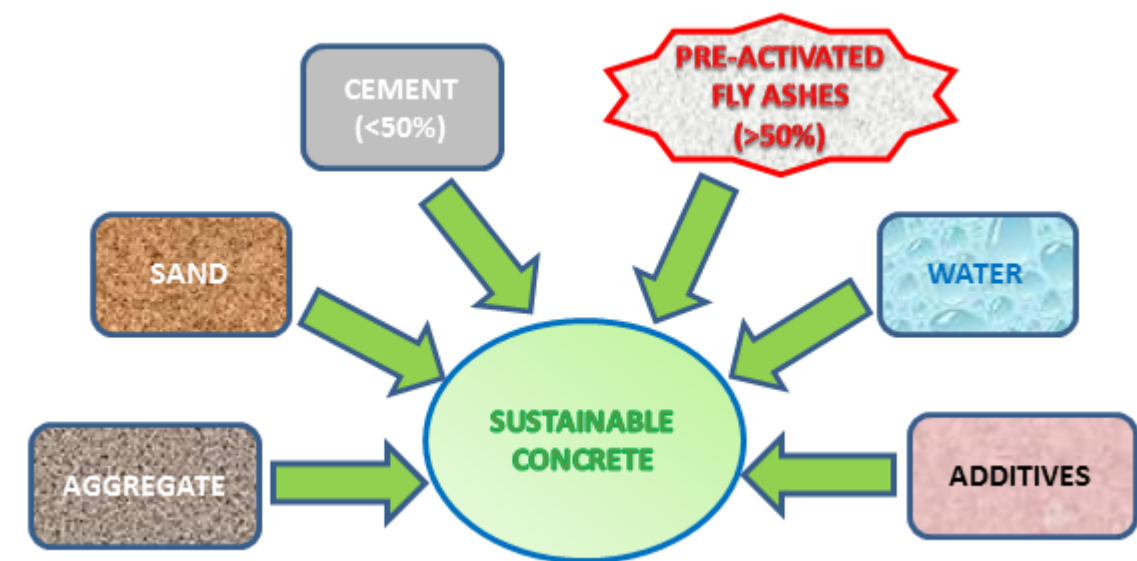 PRE-ACTIVATED
FLY ASHES
(>50%)
CEMENT
(<50%)
SAND
WATER
SUSTAINABLE
CONCRETE
AGGREGATE
ADDITIVES